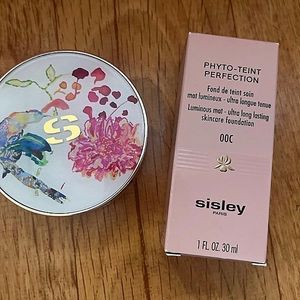 S
PHYTO-TEINT
PERFECTION
Fond de teint soin
mat lumineux - ultra longue tenue
Luminous mat - ultra long lasting
skincare foundation
00C
sisley
PARIS
1 FL. OZ. 30 ml